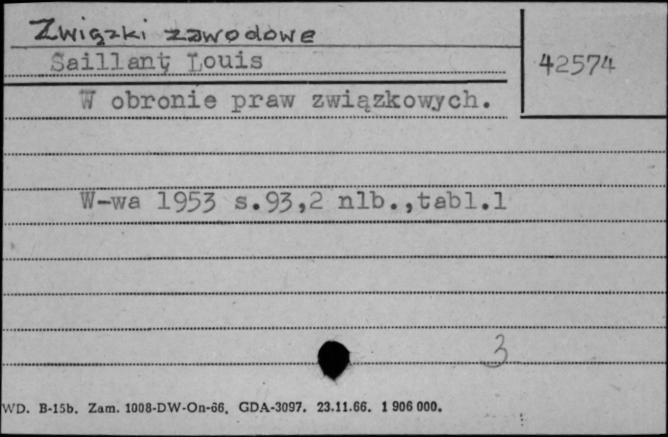 Związki zawodowe
Saillant, Louis
42574
W obronie praw związkowych.
W-wa 1953 s.93,2 nlb.,tabl.1
3
WD. B-15b. Zam. 1008-DW-On-66. GDA-3097. 23.11.66. 1 906 000.